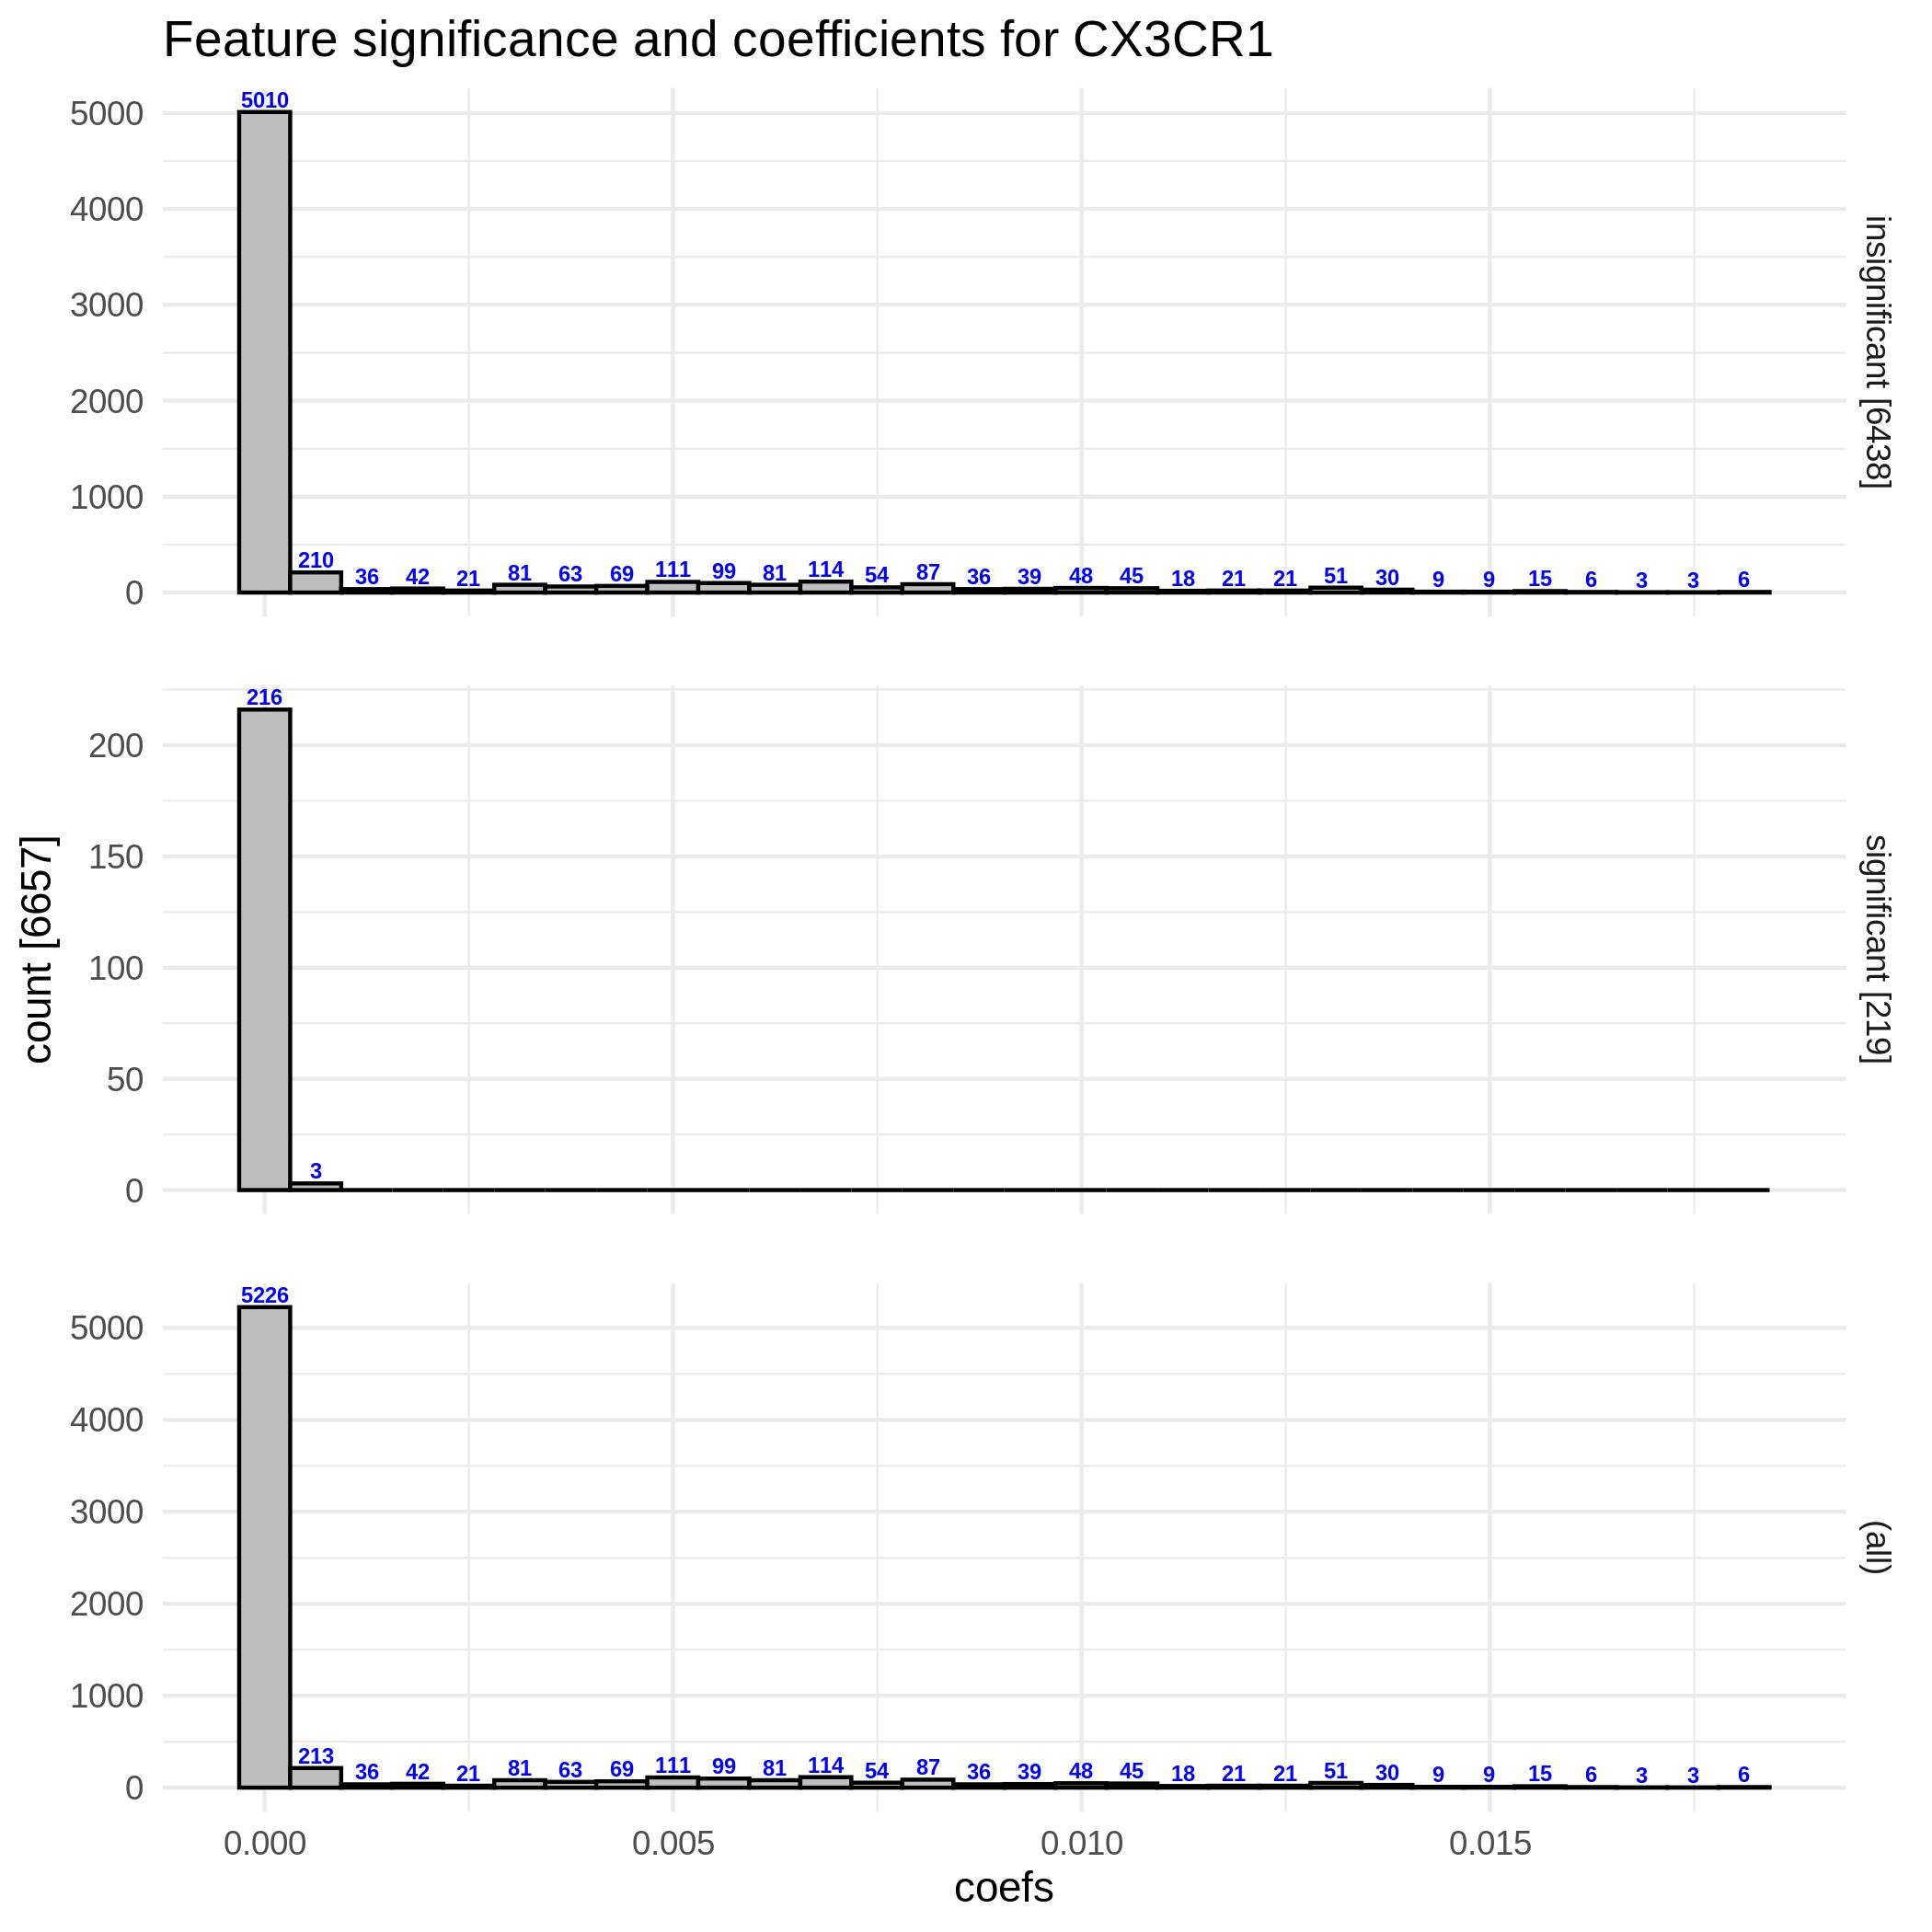 Feature significance and coefficients for CX3CR1
5010
5000
4000
3000
2000
1000
0
210 36 42 21 81 63 69 111 99 81 114 54 87 36 39 48 45 18 21 21 51 30 9 9 15 6 3 3 6
insignificant [6438]
216
200
150
100
50
0
3
significant [219]
count [6657]
5226
5000
4000
3000
2000
1000
0
213 36 42 21 81 63 69 111 99 81 114 54 87 36 39 48 45 18 21 21 51 30 9 9 15 6 3 3 6
(all)
0.000 0.005 0.010 0.015
coefs